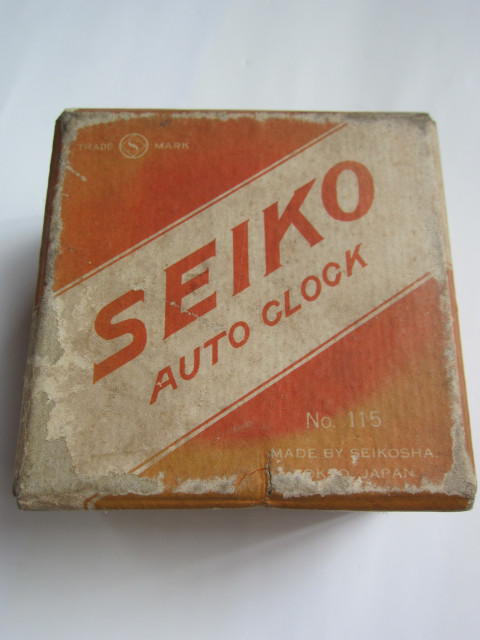 TRADE S MARK
SEIKO
AUTO CLOCK
No. 115
MADE BY SEIKOSHA.
JAPAN